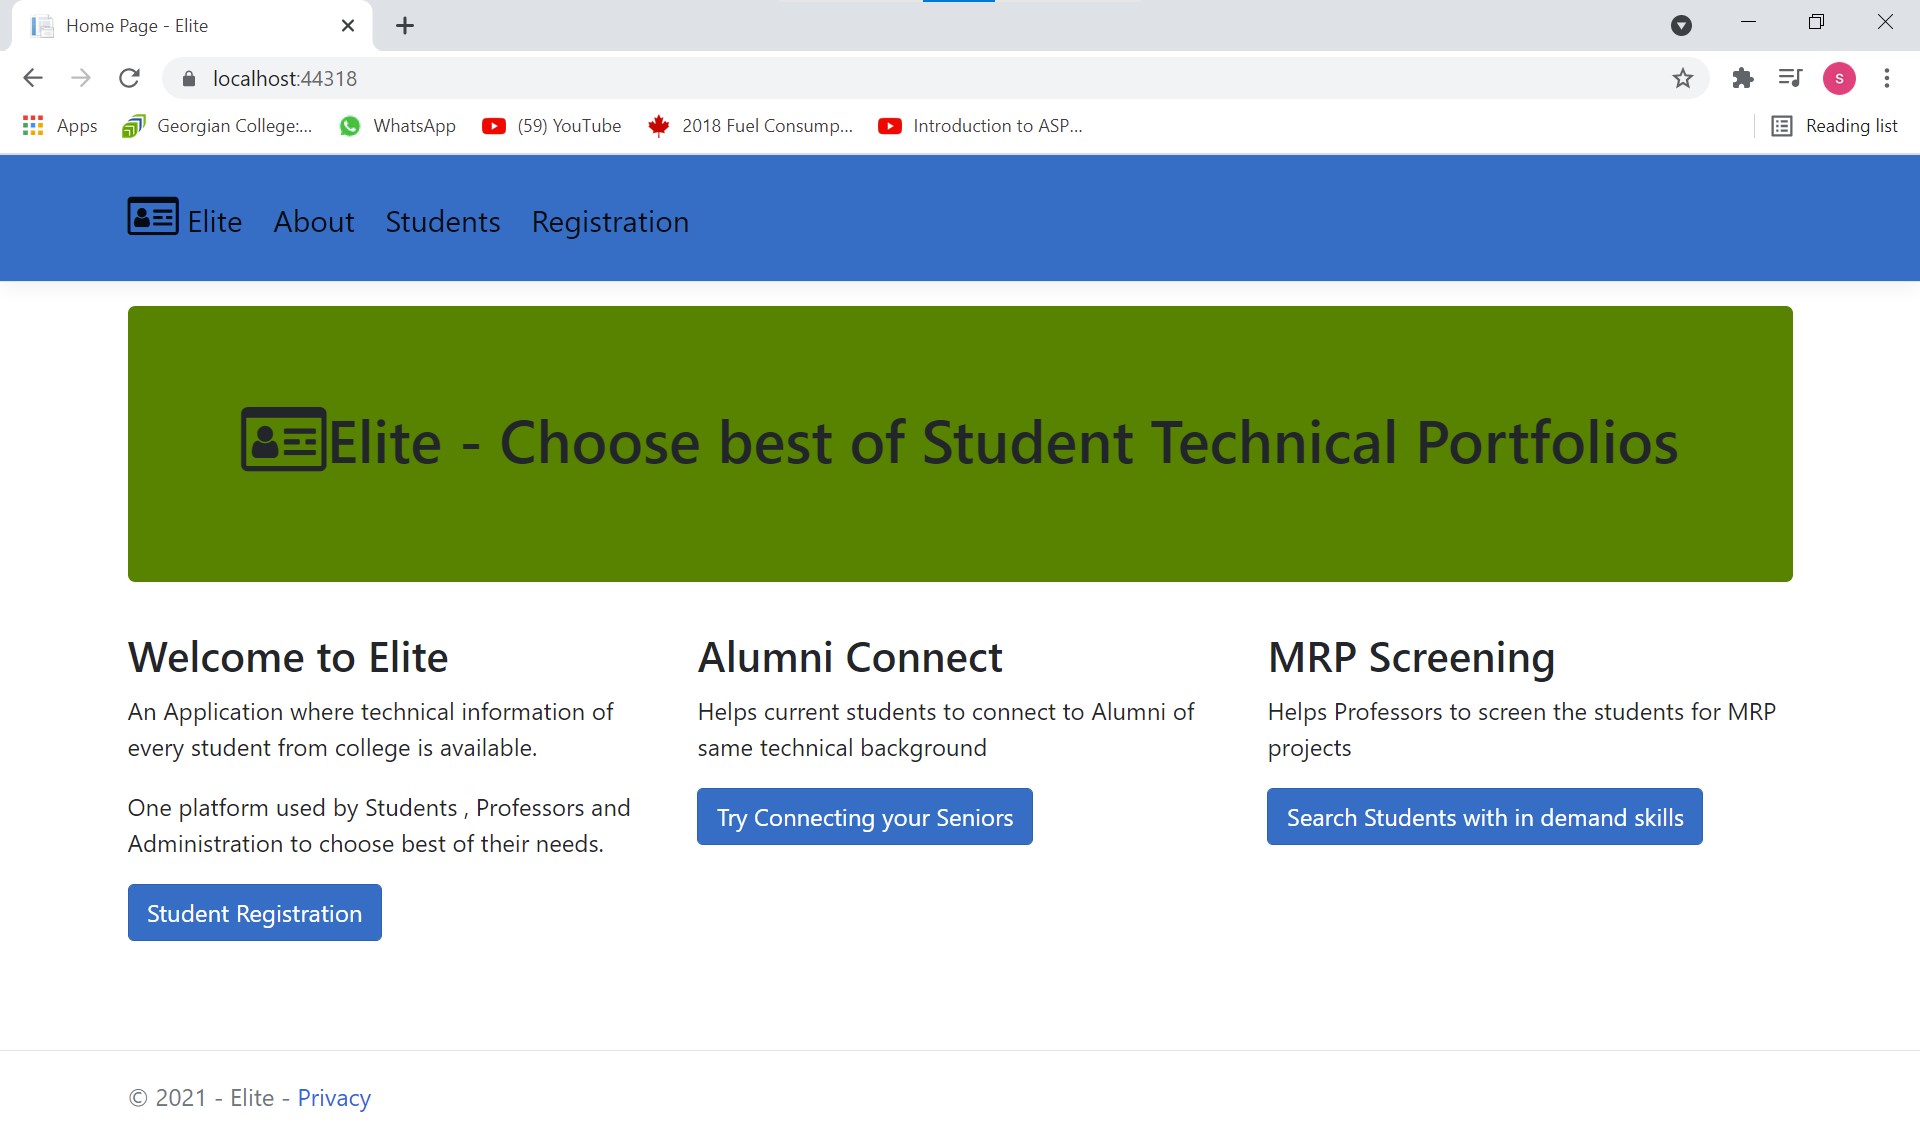 Home Page - Elite
localhost:44318
S
Apps Georgian College:... WhatsApp (59) YouTube 2018 Fuel Consump... Introduction to ASP... Reading list
Elite About Students Registration
Elite - Choose best of Student Technical Portfolios
Welcome to Elite
An Application where technical information of
every student from college is available.
One platform used by Students , Professors and
Administration to choose best of their needs.
Student Registration
Alumni Connect
Helps current students to connect to Alumni of
same technical background
Try Connecting your Seniors
MRP Screening
Helps Professors to screen the students for MRP
projects
Search Students with in demand skills
© 2021 - Elite - Privacy